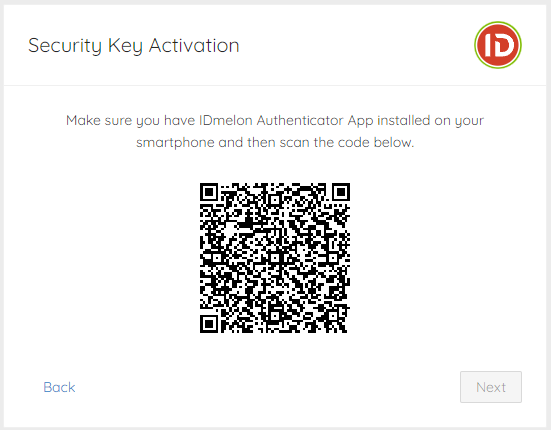 Security Key Activation
ID
Make sure you have IDmelon Authenticator App installed on your
smartphone and then scan the code below.
Back
Next